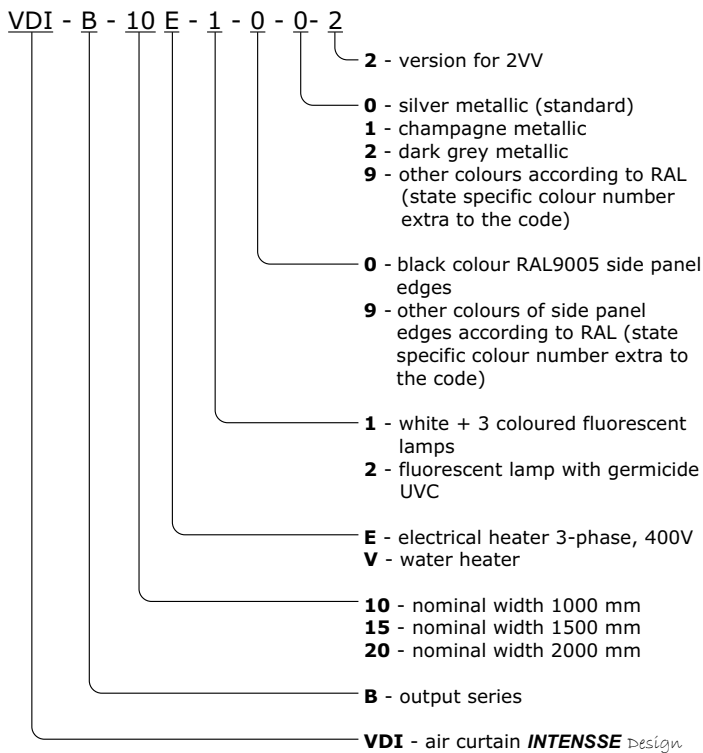 VDI - B - 10 E - 1 - 0 - 0- 2
2 - version for 2VV
0 - silver metallic (standard)
1 - champagne metallic
2 - dark grey metallic
9 - other colours according to RAL
(state specific colour number
extra to the code)
0 - black colour RAL9005 side panel
edges
9 - other colours of side panel
edges according to RAL (state
specific colour number extra to
the code)
1 - white + 3 coloured fluorescent
lamps
2 - fluorescent lamp with germicide
UVC
E - electrical heater 3-phase, 400V
V - water heater
10 - nominal width 1000 mm
15 - nominal width 1500 mm
20 - nominal width 2000 mm
B - output series
VDI - air curtain INTENSSE Design